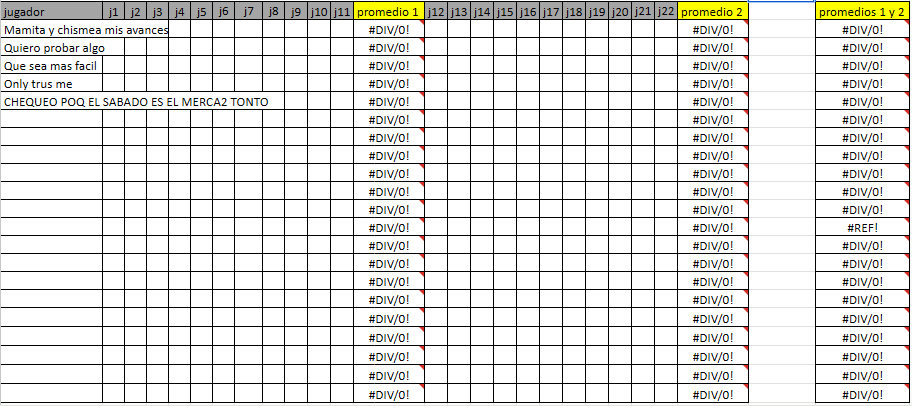 jugador j1 j2 j3 j4 j5 j6 j7 j8 j9 j10 j11 promedio 1 j12 j13 j14 j15 j16 j17 j18 j19 j20 j21 j22 promedio 2 promedios 1 y 2
Mamita y chismea mis avances #DIV/0! #DIV/0! #DIV/0!
Quiero probar algo #DIV/0! #DIV/0! #DIV/0!
Que sea mas facil #DIV/0! #DIV/0! #DIV/0!
Only trus me #DIV/0! #DIV/0! #DIV/0!
CHEQUEO POQ EL SABADO ES EL MERCA2 TONTO #DIV/0! #DIV/0! #DIV/0!
#DIV/0! #DIV/0! #DIV/0!
#DIV/0! #DIV/0! #DIV/0!
#DIV/0! #DIV/0! #DIV/0!
#DIV/0! #DIV/0! #DIV/0!
#DIV/0! #DIV/0! #DIV/0!
#DIV/0! #DIV/0! #DIV/0!
#DIV/0! #DIV/0! #REF!
#DIV/0! #DIV/0! #DIV/0!
#DIV/0! #DIV/0! #DIV/0!
#DIV/0! #DIV/0! #DIV/0!
#DIV/0! #DIV/0! #DIV/0!
#DIV/0! #DIV/0! #DIV/0!
#DIV/0! #DIV/0! #DIV/0!
#DIV/0! #DIV/0! #DIV/0!
#DIV/0! #DIV/0! #DIV/0!
#DIV/0! #DIV/0! #DIV/0!